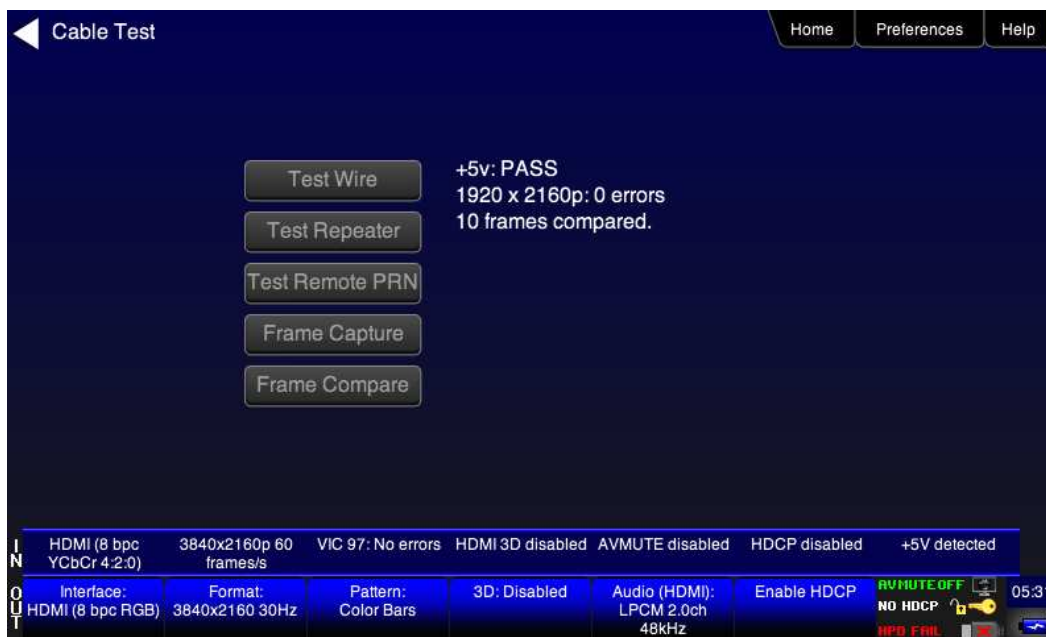 Cable Test
Home
Preferences
Help
Test Wire
Test Repeater
Test Remote PRN
Frame Capture
Frame Compare
+5v: PASS
1920 x 2160p: 0 errors
10 frames compared.
IN
HDMI (8 bpc
YCbCr 4:2:0)
3840x2160p 60
frames/s
VIC 97: No errors
HDMI 3D disabled
AVMUTE disabled
HDCP disabled
+5V detected
OUT
Interface:
HDMI (8 bpc RGB)
Format:
3840x2160 30Hz
Pattern:
Color Bars
3D: Disabled
Audio (HDMI):
LPCM 2.0ch
48kHz
Enable HDCP
AVMUTEOFF
NO HDCP
HPD FAIL